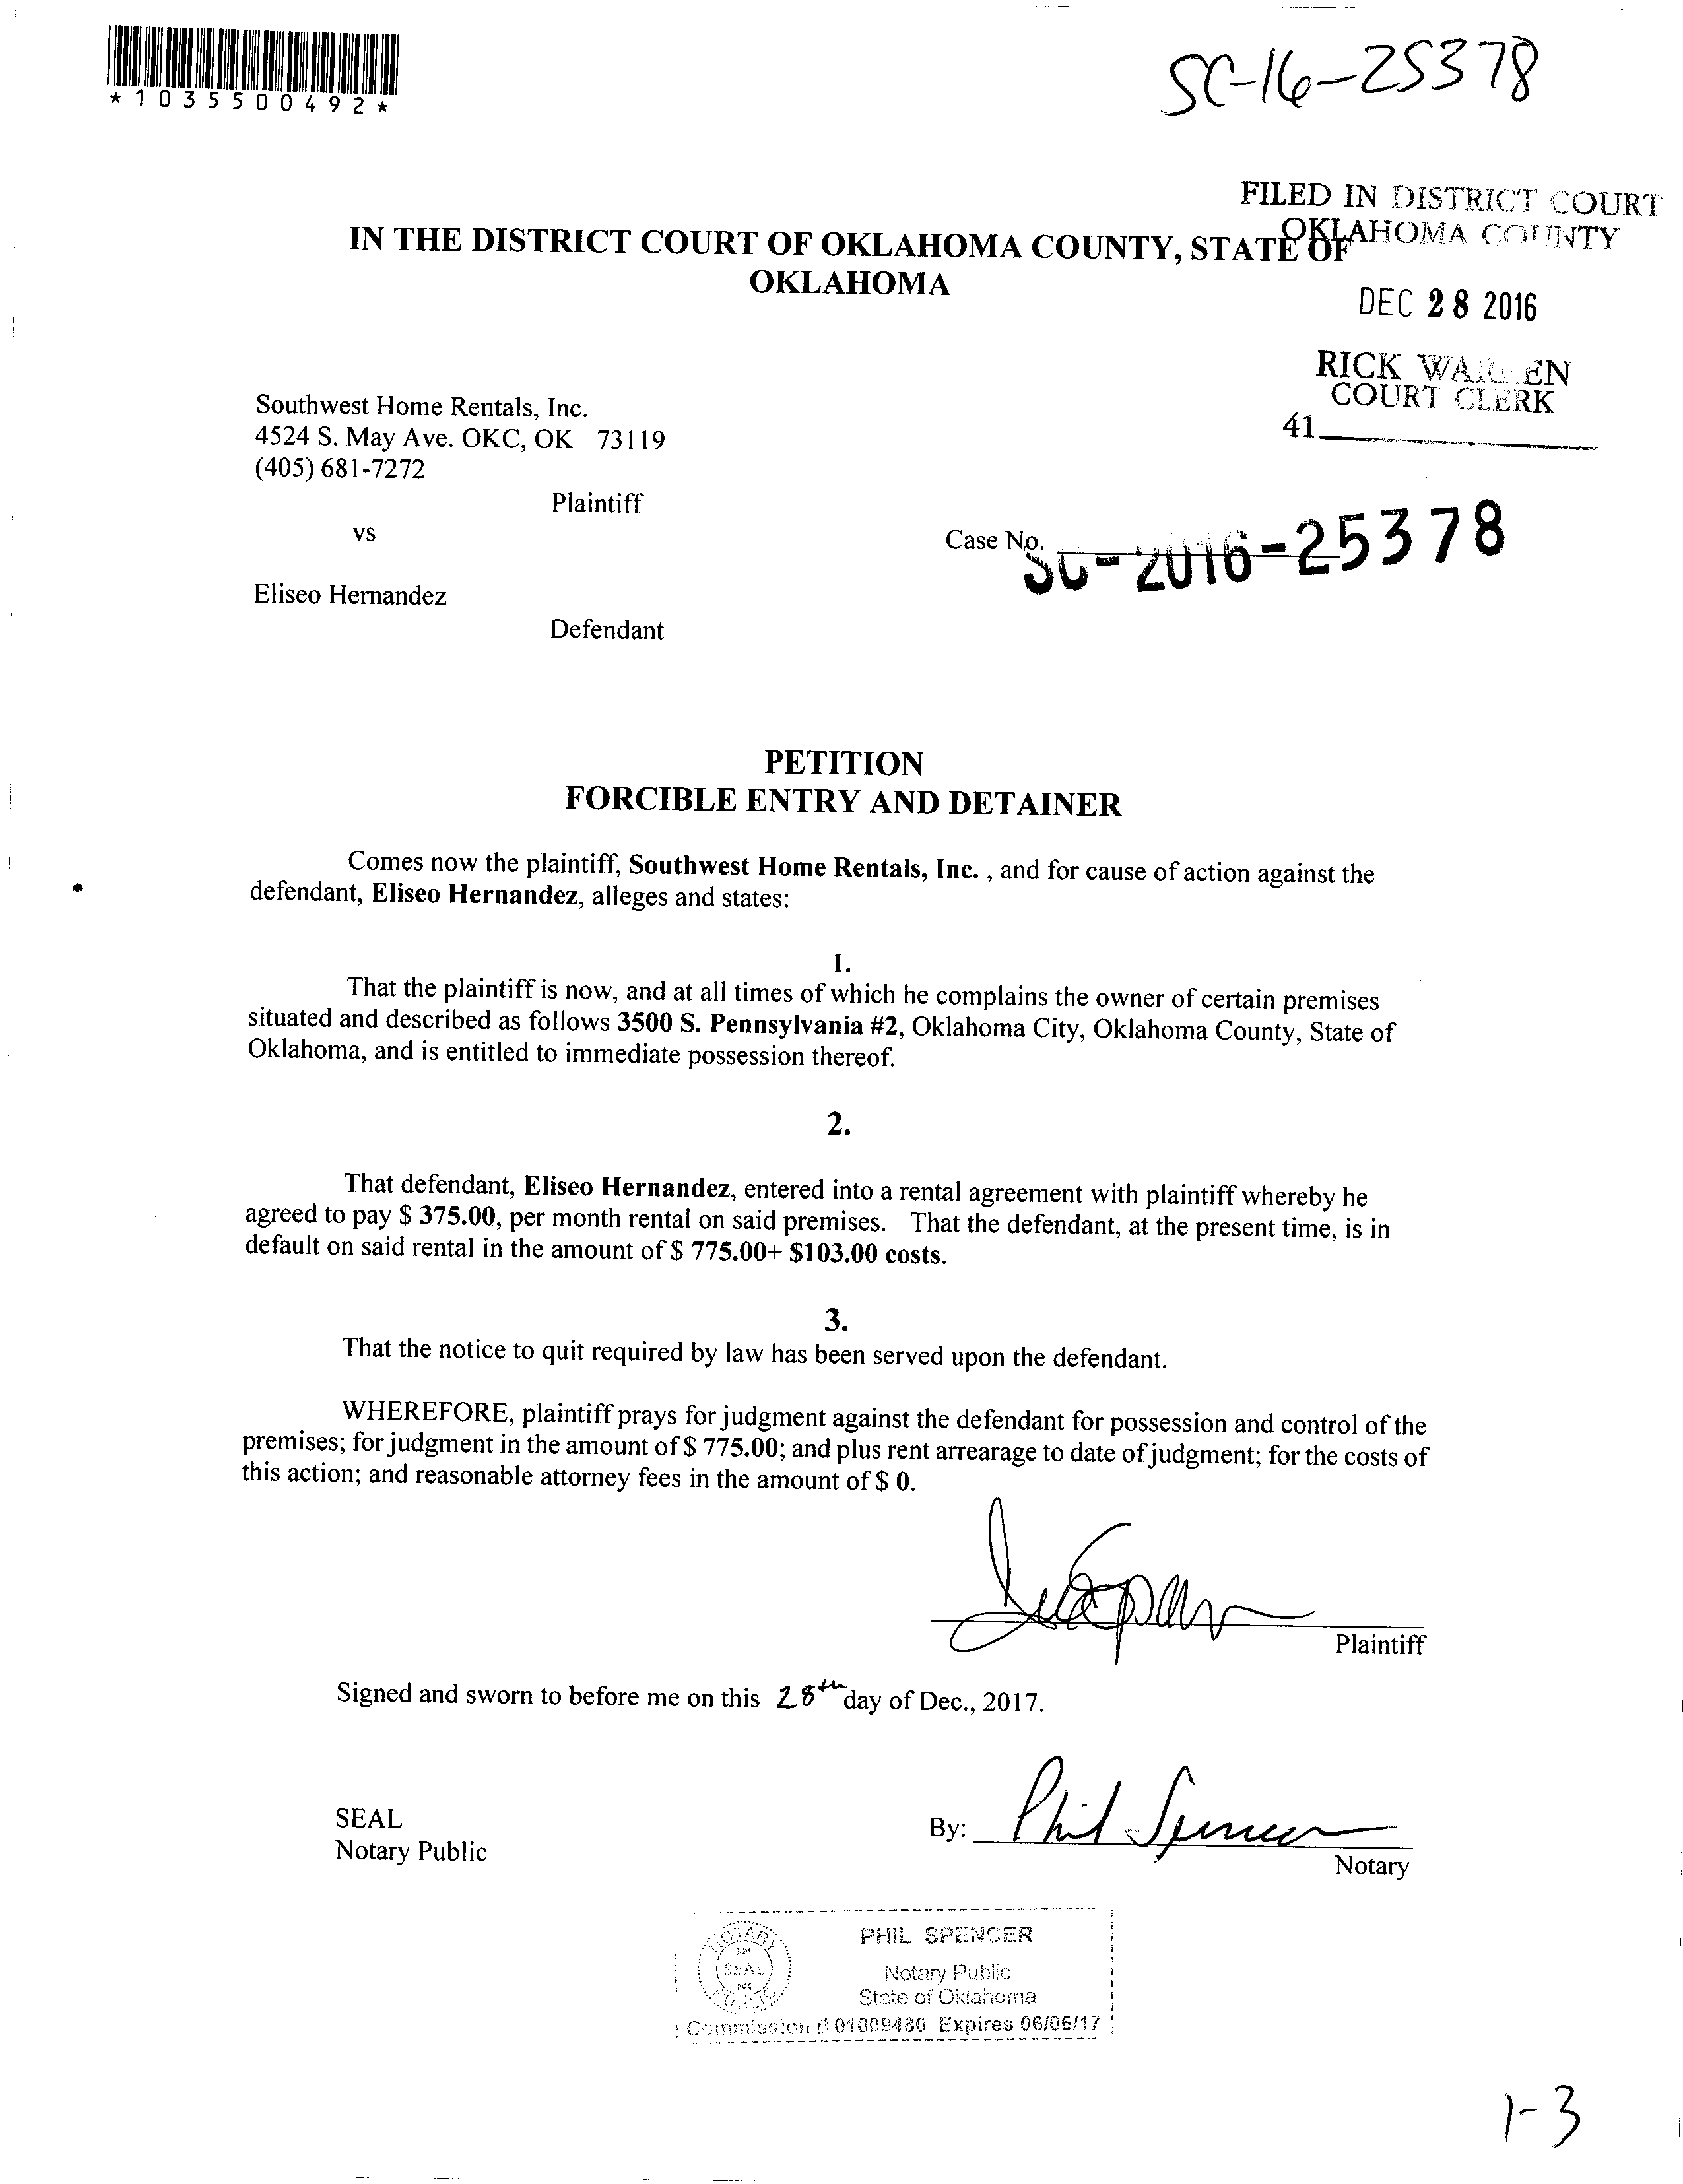 *1035500492*
SC-16-25378
FILED IN DISTRICT COURT
OKLAHOMA COUNTY
IN THE DISTRICT COURT OF OKLAHOMA COUNTY, STATE OF
OKLAHOMA
DEC 28 2016
RICK WARREN
COURT CLERK
41
Southwest Home Rentals, Inc.
4524 S. May Ave. OKC, OK 73119
(405) 681-7272
Plaintiff
vs
Case No. SC-2016-25378
Eliseo Hernandez
Defendant
PETITION
FORCIBLE ENTRY AND DETAINER
Comes now the plaintiff, Southwest Home Rentals, Inc. , and for cause of action against the
defendant, Eliseo Hernandez, alleges and states:
1.
That the plaintiff is now, and at all times of which he complains the owner of certain premises
situated and described as follows 3500 S. Pennsylvania #2, Oklahoma City, Oklahoma County, State of
Oklahoma, and is entitled to immediate possession thereof.
2.
That defendant, Eliseo Hernandez, entered into a rental agreement with plaintiff whereby he
agreed to pay $ 375.00, per month rental on said premises. That the defendant, at the present time, is in
default on said rental in the amount of $ 775.00+ $103.00 costs.
3.
That the notice to quit required by law has been served upon the defendant.
WHEREFORE, plaintiff prays for judgment against the defendant for possession and control of the
premises; for judgment in the amount of $ 775.00; and plus rent arrearage to date of judgment; for the costs of
this action; and reasonable attorney fees in the amount of $ 0.
Plaintiff
Signed and sworn to before me on this 28th day of Dec., 2017.
SEAL
Notary Public
By: Phil Spencer
Notary
NOTARY
SEAL
PUBLIC
PHIL SPENCER
Notary Public
State of Oklahoma
Commission # 01009480 Expires 06/06/17
1-3